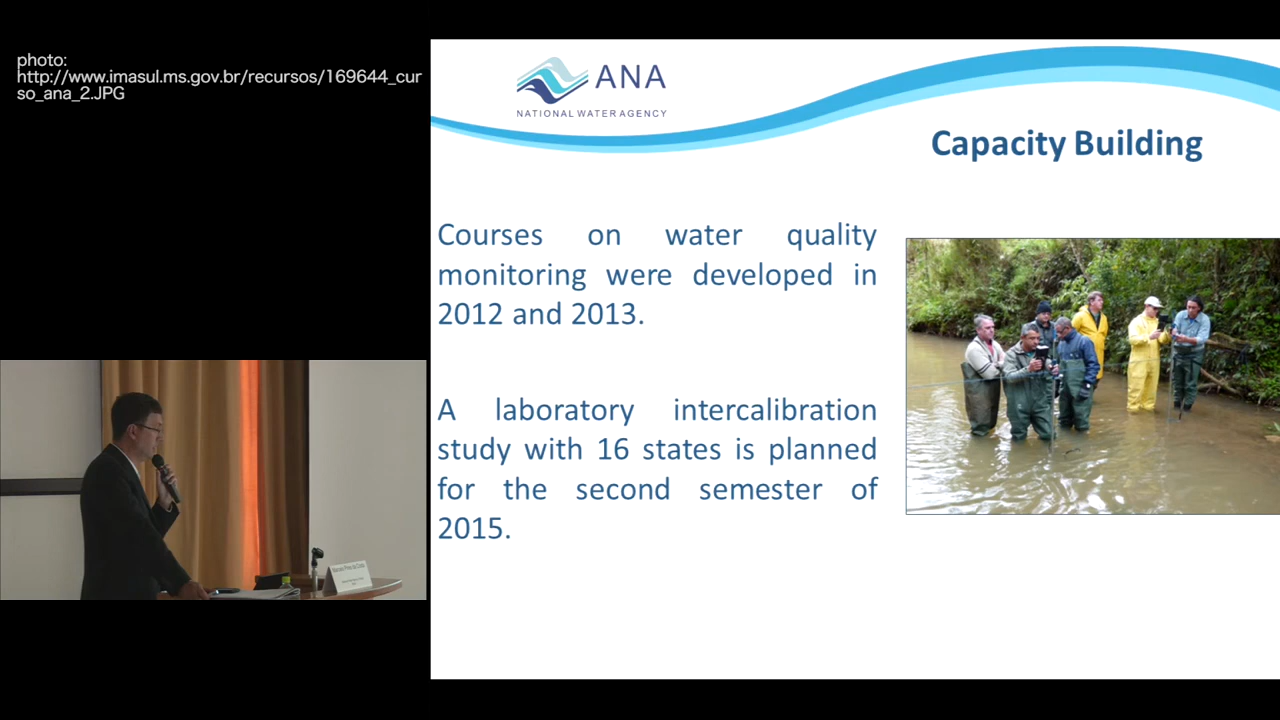 photo:
http://www.imasul.ms.gov.br/recursos/169644_cur
so_ana_2.JPG
ANA
NATIONAL WATER AGENCY
Capacity Building
Courses on water quality
monitoring were developed in
2012 and 2013.
A laboratory intercalibration
study with 16 states is planned
for the second semester of
2015.